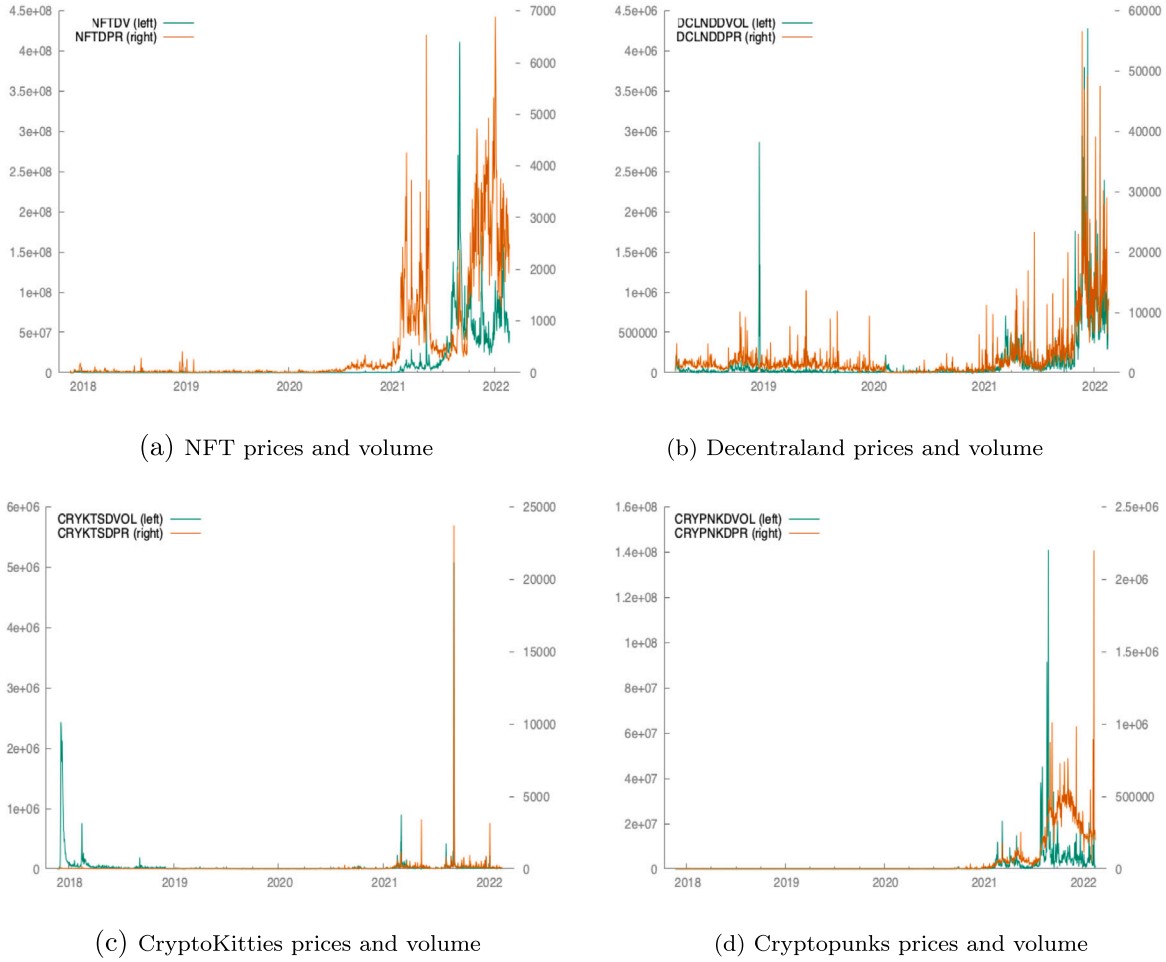 4.5e+08
4e+08
3.5e+08
3e+08
2.5e+08
2e+08
1.5e+08
1e+08
5e+07
0
NFTDV (left)
NFTDPR (right)
7000
6000
5000
4000
3000
2000
1000
0
2018 2019 2020 2021 2022
(a) NFT prices and volume
4.5e+06
4e+06
3.5e+06
3e+06
2.5e+06
2e+06
1.5e+06
1e+06
500000
0
DCLNDDVOL (left)
DCLNDDPR (right)
60000
50000
40000
30000
20000
10000
0
2019 2020 2021 2022
(b) Decentraland prices and volume
6e+06
5e+06
4e+06
3e+06
2e+06
1e+06
0
CRYKTSDVOL (left)
CRYKTSDPR (right)
25000
20000
15000
10000
5000
0
2018 2019 2020 2021 2022
(c) CryptoKitties prices and volume
1.6e+08
1.4e+08
1.2e+08
1e+08
8e+07
6e+07
4e+07
2e+07
0
CRYPNKDVOL (left)
CRYPNKDPR (right)
2.5e+06
2e+06
1.5e+06
1e+06
500000
0
2018 2019 2020 2021 2022
(d) Cryptopunks prices and volume